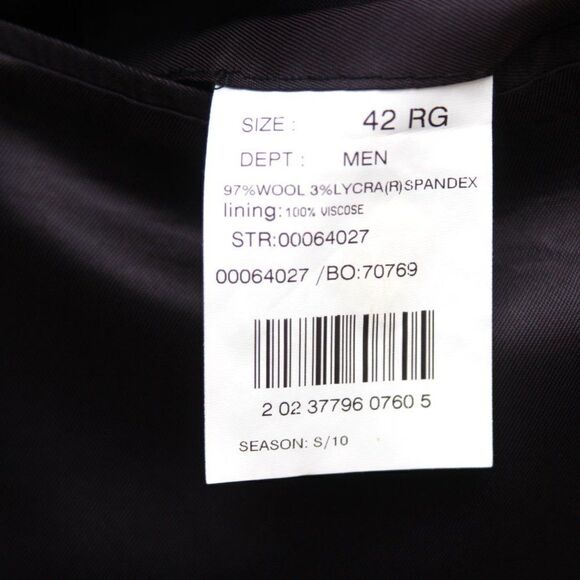 SIZE : 42 RG
DEPT : MEN
97%WOOL 3%LYCRA(R)SPANDEX
lining: 100% VISCOSE
STR:00064027
00064027 /BO:70769
2 02 37796 0760 5
SEASON: S/10